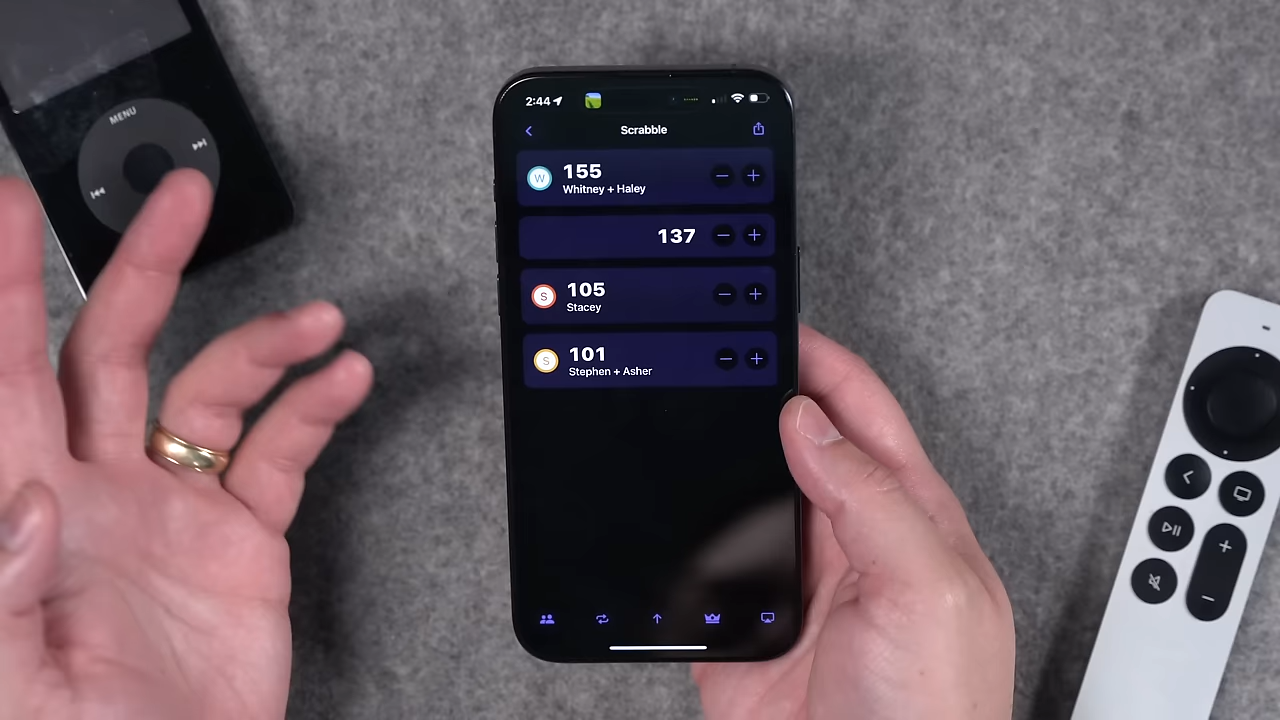 MENU
2:44
Scrabble
W
155
Whitney + Haley
137
S
105
Stacey
S
101
Stephen + Asher